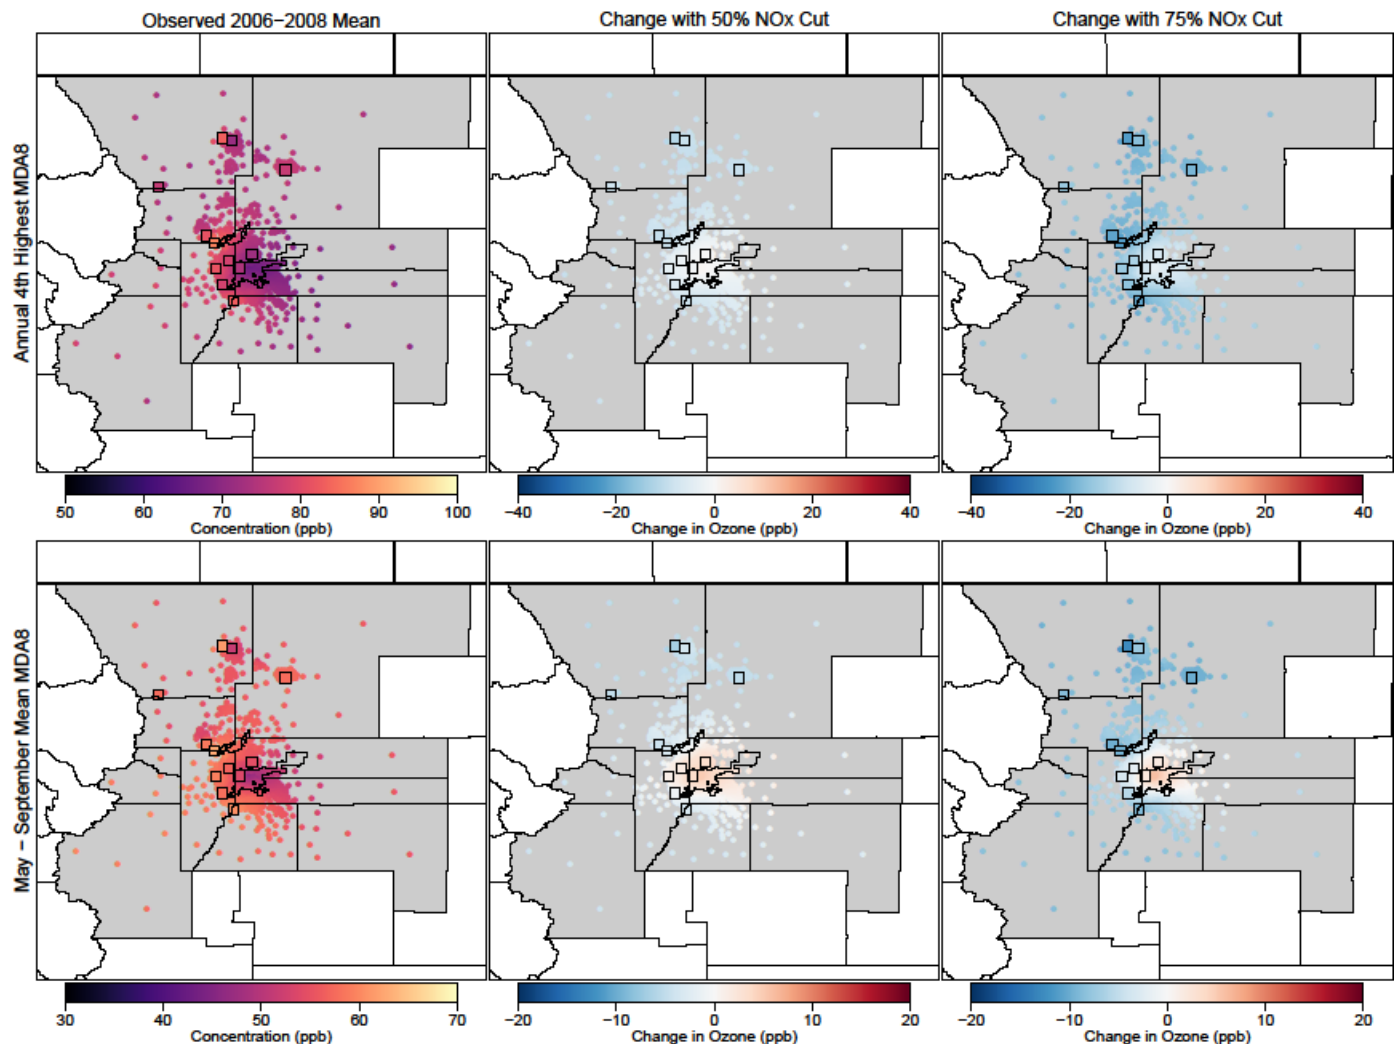 Observed 2006−2008 Mean
Change with 50% NOx Cut
Change with 75% NOx Cut
Annual 4th Highest MDA8
50 60 70 80 90 100
Concentration (ppb)
−40 −20 0 20 40
Change in Ozone (ppb)
−40 −20 0 20 40
Change in Ozone (ppb)
May − September Mean MDA8
30 40 50 60 70
Concentration (ppb)
−20 −10 0 10 20
Change in Ozone (ppb)
−20 −10 0 10 20
Change in Ozone (ppb)